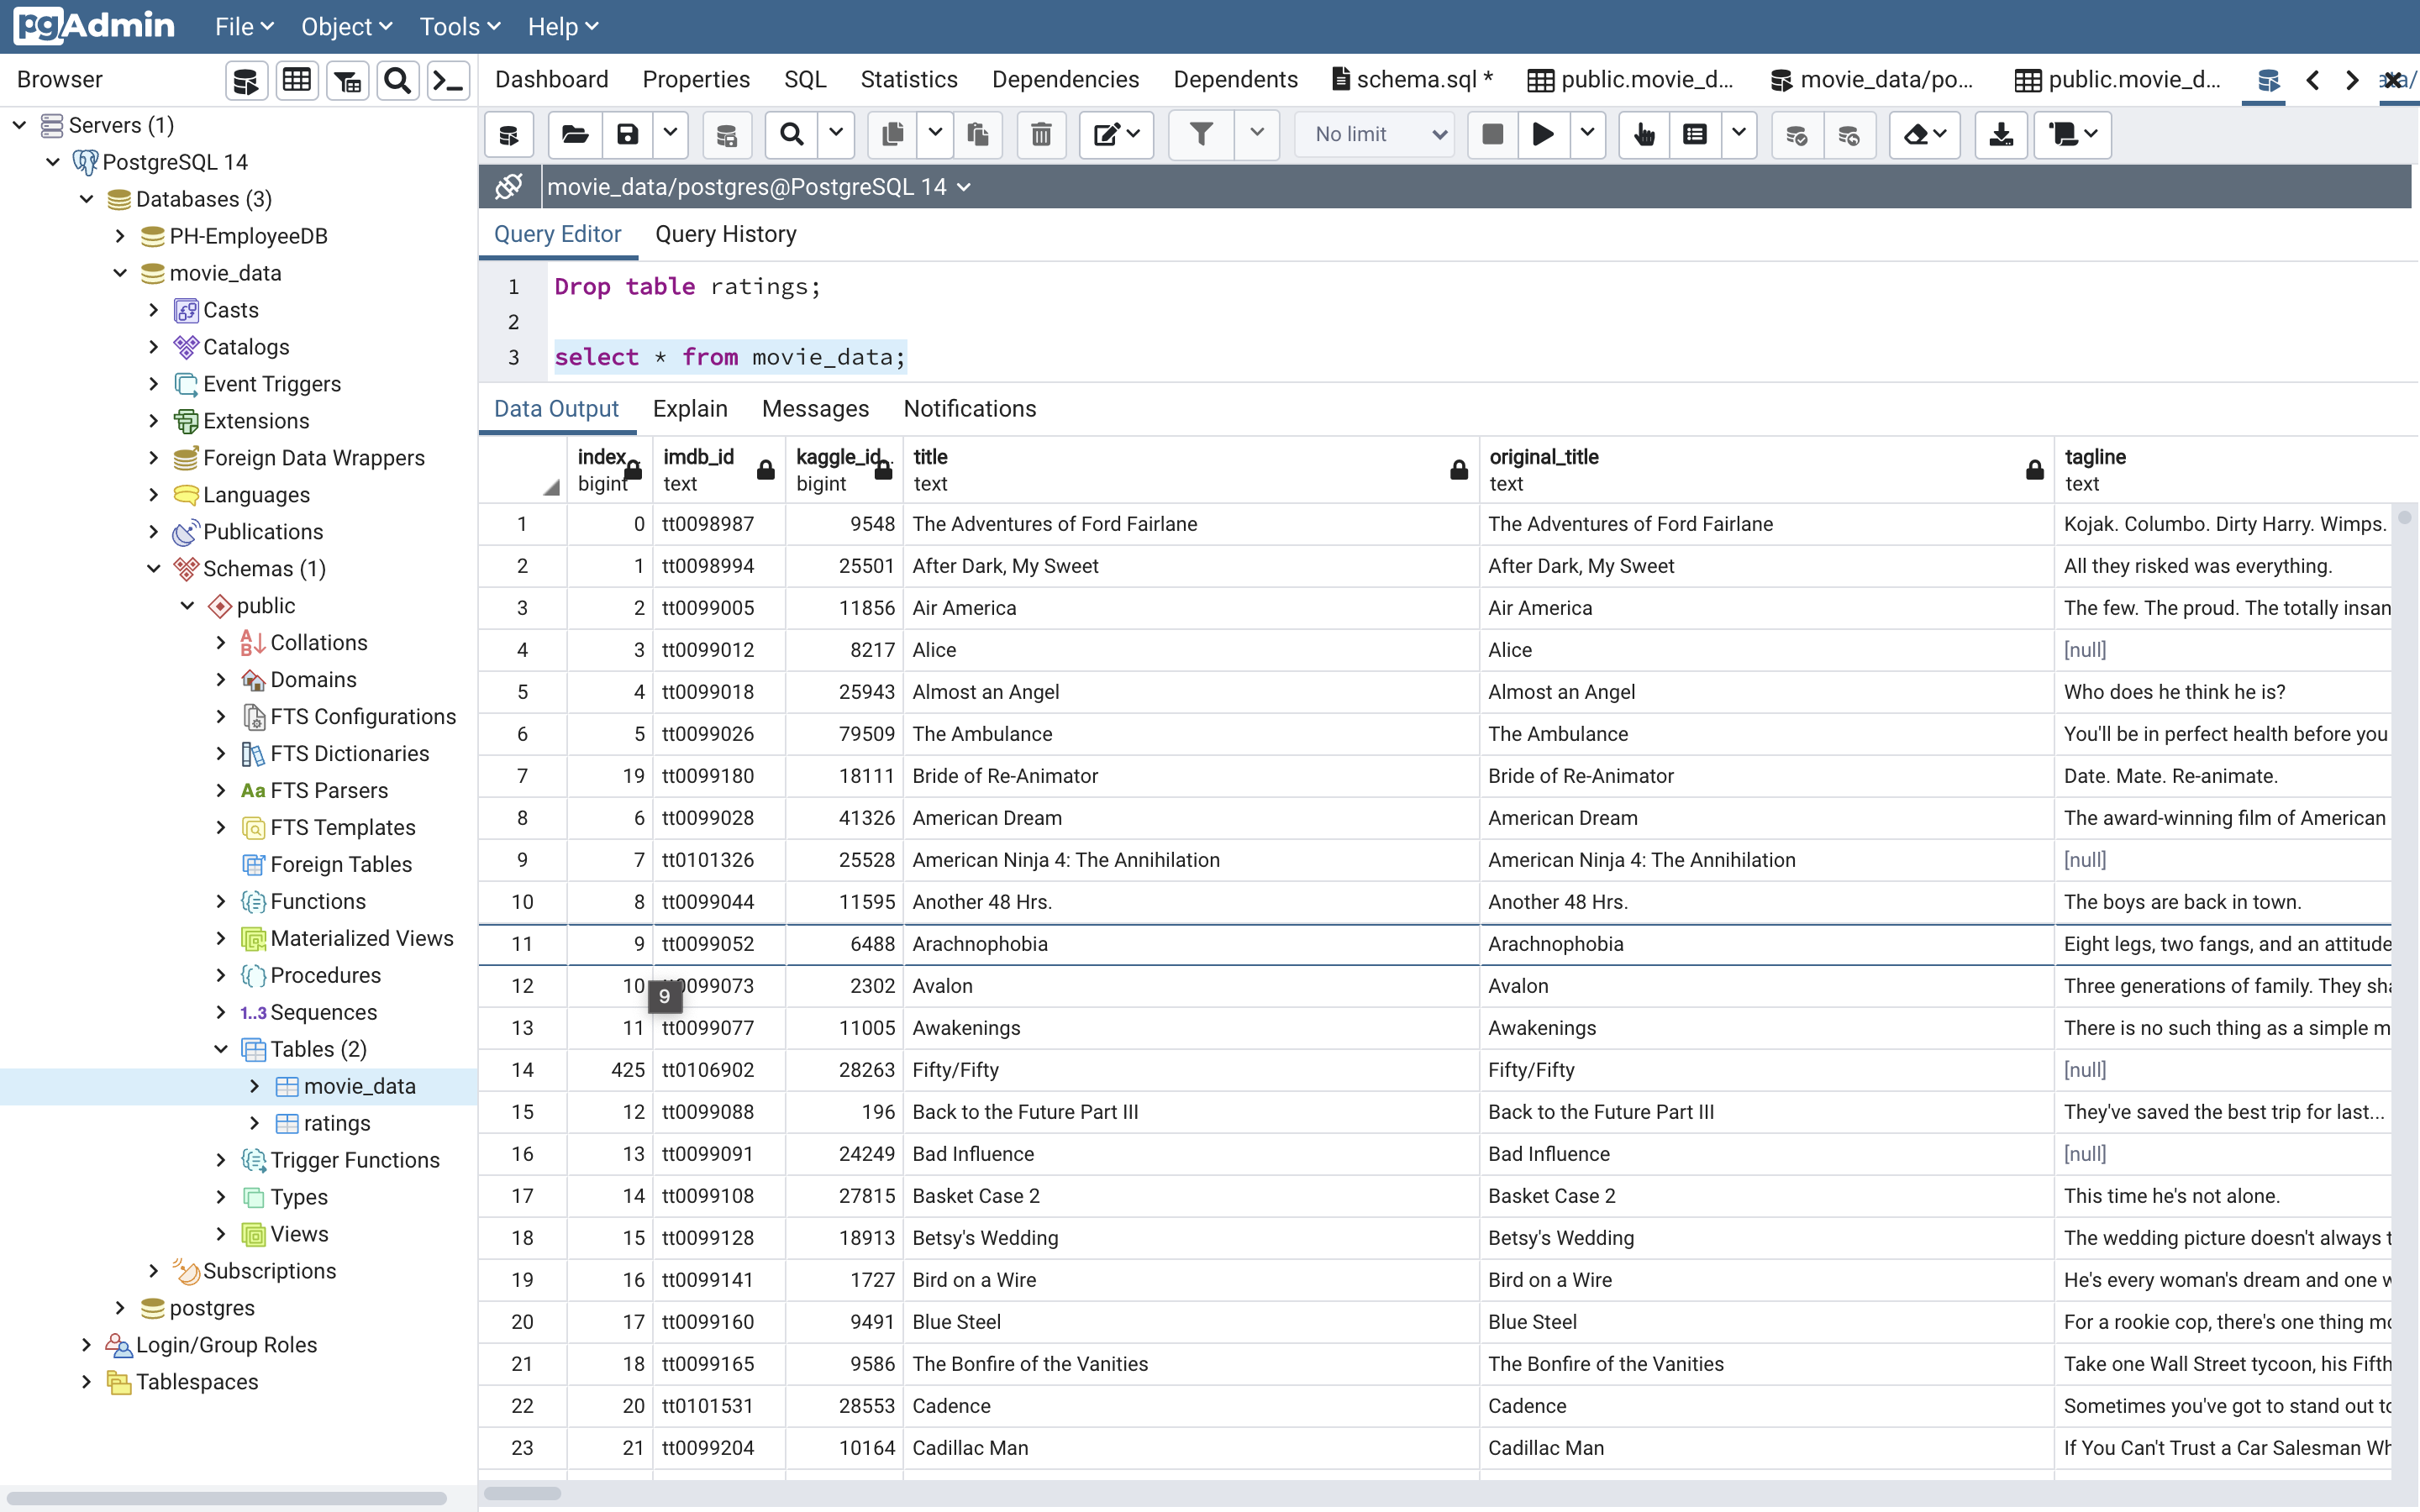 pgAdmin File Object Tools Help
Browser
Dashboard Properties SQL Statistics Dependencies Dependents schema.sql * public.movie_d... movie_data/po... public.movie_d...
Servers (1)
PostgreSQL 14
Databases (3)
PH-EmployeeDB
movie_data
Casts
Catalogs
Event Triggers
Extensions
Foreign Data Wrappers
Languages
Publications
Schemas (1)
public
Collations
Domains
FTS Configurations
FTS Dictionaries
Aa FTS Parsers
FTS Templates
Foreign Tables
Functions
Materialized Views
Procedures
1..3 Sequences
Tables (2)
movie_data
ratings
Trigger Functions
Types
Views
Subscriptions
postgres
Login/Group Roles
Tablespaces
No limit
movie_data/postgres@PostgreSQL 14
Query Editor Query History
1 Drop table ratings;
2
3 select * from movie_data;
Data Output Explain Messages Notifications
index imdb_id kaggle_id title original_title tagline
bigint text bigint text text text
1 0 tt0098987 9548 The Adventures of Ford Fairlane The Adventures of Ford Fairlane Kojak. Columbo. Dirty Harry. Wimps.
2 1 tt0098994 25501 After Dark, My Sweet After Dark, My Sweet All they risked was everything.
3 2 tt0099005 11856 Air America Air America The few. The proud. The totally insan
4 3 tt0099012 8217 Alice Alice [null]
5 4 tt0099018 25943 Almost an Angel Almost an Angel Who does he think he is?
6 5 tt0099026 79509 The Ambulance The Ambulance You'll be in perfect health before you
7 19 tt0099180 18111 Bride of Re-Animator Bride of Re-Animator Date. Mate. Re-animate.
8 6 tt0099028 41326 American Dream American Dream The award-winning film of American
9 7 tt0101326 25528 American Ninja 4: The Annihilation American Ninja 4: The Annihilation [null]
10 8 tt0099044 11595 Another 48 Hrs. Another 48 Hrs. The boys are back in town.
11 9 tt0099052 6488 Arachnophobia Arachnophobia Eight legs, two fangs, and an attitude
12 10 9 0099073 2302 Avalon Avalon Three generations of family. They sha
13 11 tt0099077 11005 Awakenings Awakenings There is no such thing as a simple m
14 425 tt0106902 28263 Fifty/Fifty Fifty/Fifty [null]
15 12 tt0099088 196 Back to the Future Part III Back to the Future Part III They've saved the best trip for last...
16 13 tt0099091 24249 Bad Influence Bad Influence [null]
17 14 tt0099108 27815 Basket Case 2 Basket Case 2 This time he's not alone.
18 15 tt0099128 18913 Betsy's Wedding Betsy's Wedding The wedding picture doesn't always t
19 16 tt0099141 1727 Bird on a Wire Bird on a Wire He's every woman's dream and one w
20 17 tt0099160 9491 Blue Steel Blue Steel For a rookie cop, there's one thing mo
21 18 tt0099165 9586 The Bonfire of the Vanities The Bonfire of the Vanities Take one Wall Street tycoon, his Fifth
22 20 tt0101531 28553 Cadence Cadence Sometimes you've got to stand out to
23 21 tt0099204 10164 Cadillac Man Cadillac Man If You Can't Trust a Car Salesman Wh